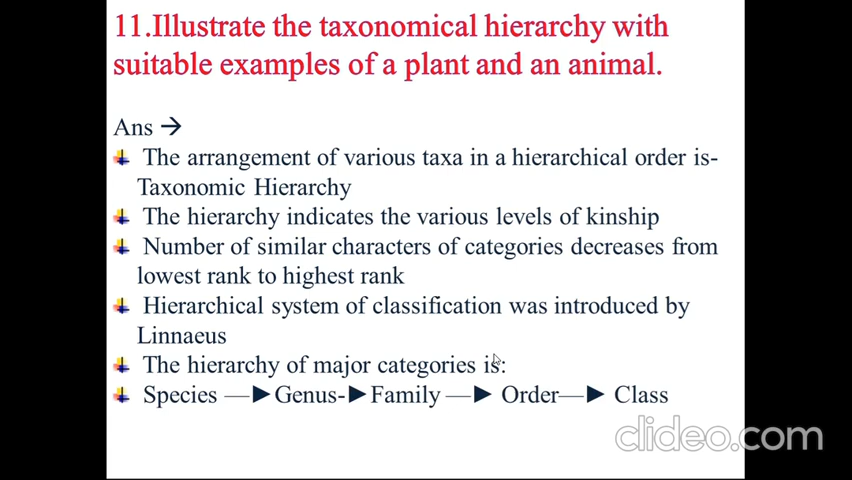 11.Illustrate the taxonomical hierarchy with
suitable examples of a plant and an animal.
Ans →
The arrangement of various taxa in a hierarchical order is-
Taxonomic Hierarchy
The hierarchy indicates the various levels of kinship
Number of similar characters of categories decreases from
lowest rank to highest rank
Hierarchical system of classification was introduced by
Linnaeus
The hierarchy of major categories is:
Species —►Genus-►Family —► Order—► Class
clideo.com